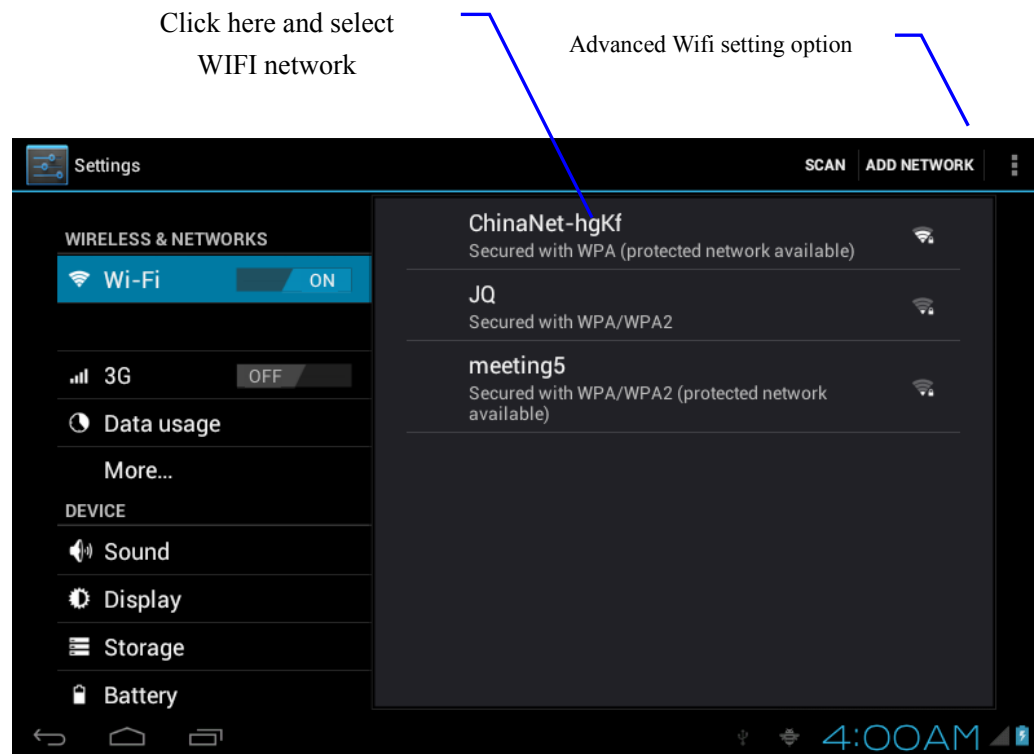 Click here and select
WIFI network
Advanced Wifi setting option
Settings
SCAN
ADD NETWORK
WIRELESS & NETWORKS
Wi-Fi
ON
3G
OFF
Data usage
More...
DEVICE
Sound
Display
Storage
Battery
ChinaNet-hgKf
Secured with WPA (protected network available)
JQ
Secured with WPA/WPA2
meeting5
Secured with WPA/WPA2 (protected network
available)
4:00AM